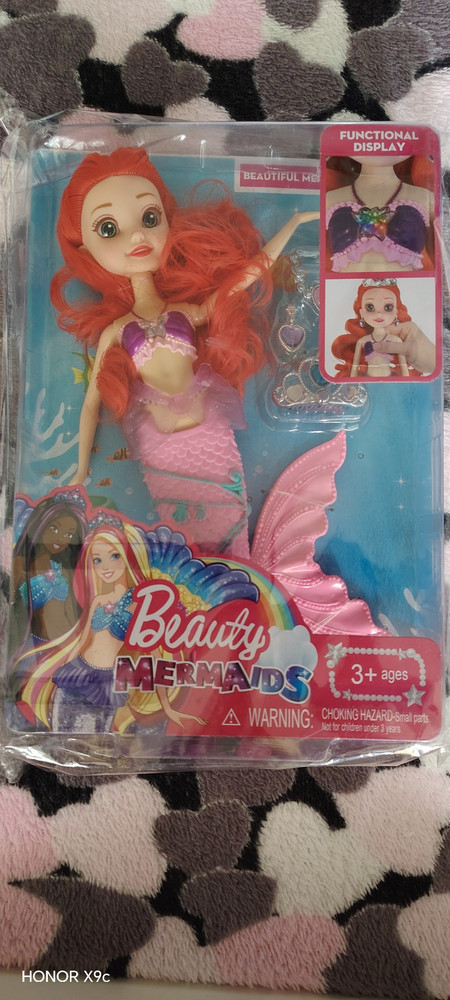 FUNCTIONAL
DISPLAY
BEAUTIFUL ME
Beauty
MERMAIDS
3+ ages
WARNING:
CHOKING HAZARD-Small parts
Not for children under 3 years
HONOR X9c